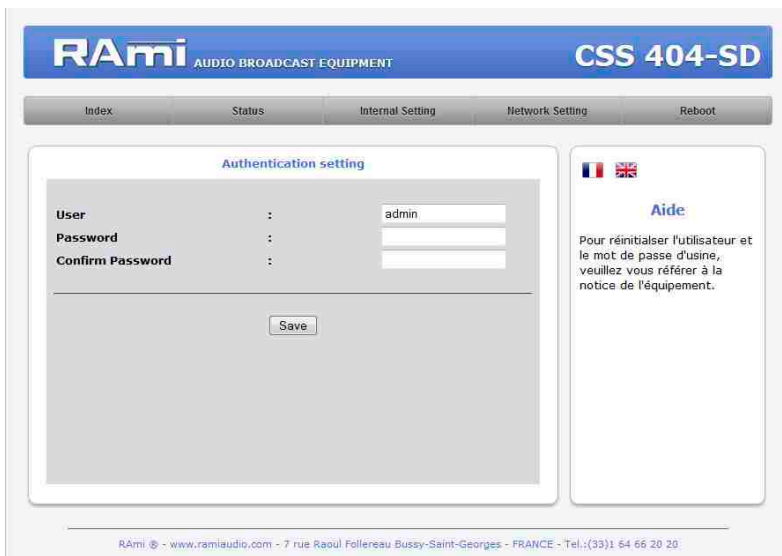 RAmi AUDIO BROADCAST EQUIPMENT CSS 404-SD
Index Status Internal Setting Network Setting Reboot
Authentication setting
User : admin
Password :
Confirm Password :
Save
Aide
Pour réinitialser l'utilisateur et
le mot de passe d'usine,
veuillez vous référer à la
notice de l'équipement.
RAmi ® - www.ramiaudio.com - 7 rue Raoul Follereau Bussy-Saint-Georges - FRANCE - Tel.:(33)1 64 66 20 20